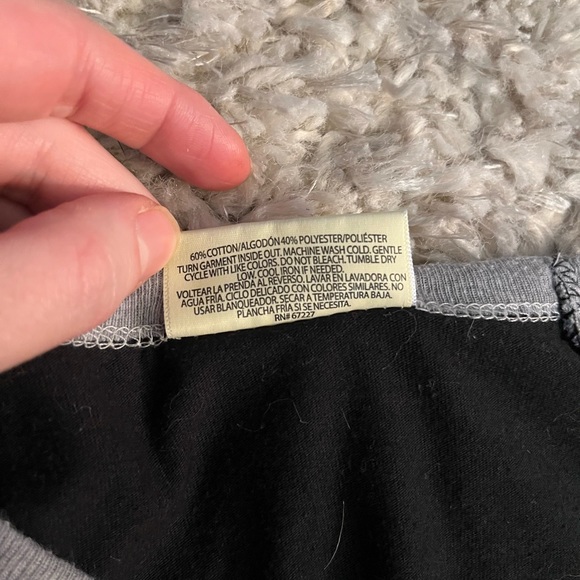 60% COTTON/ALGODÓN 40% POLYESTER/POLIÉSTER
TURN GARMENT INSIDE OUT. MACHINE WASH COLD. GENTLE
CYCLE WITH LIKE COLORS. DO NOT BLEACH. TUMBLE DRY
LOW. COOL IRON IF NEEDED.
VOLTEAR LA PRENDA AL REVERSO. LAVAR EN LAVADORA CON
AGUA FRIA. CICLO DELICADO CON COLORES SIMILARES. NO
USAR BLANQUEADOR. SECAR A TEMPERATURA BAJA.
PLANCHA FRIA SI SE NECESITA.
RN# 67227